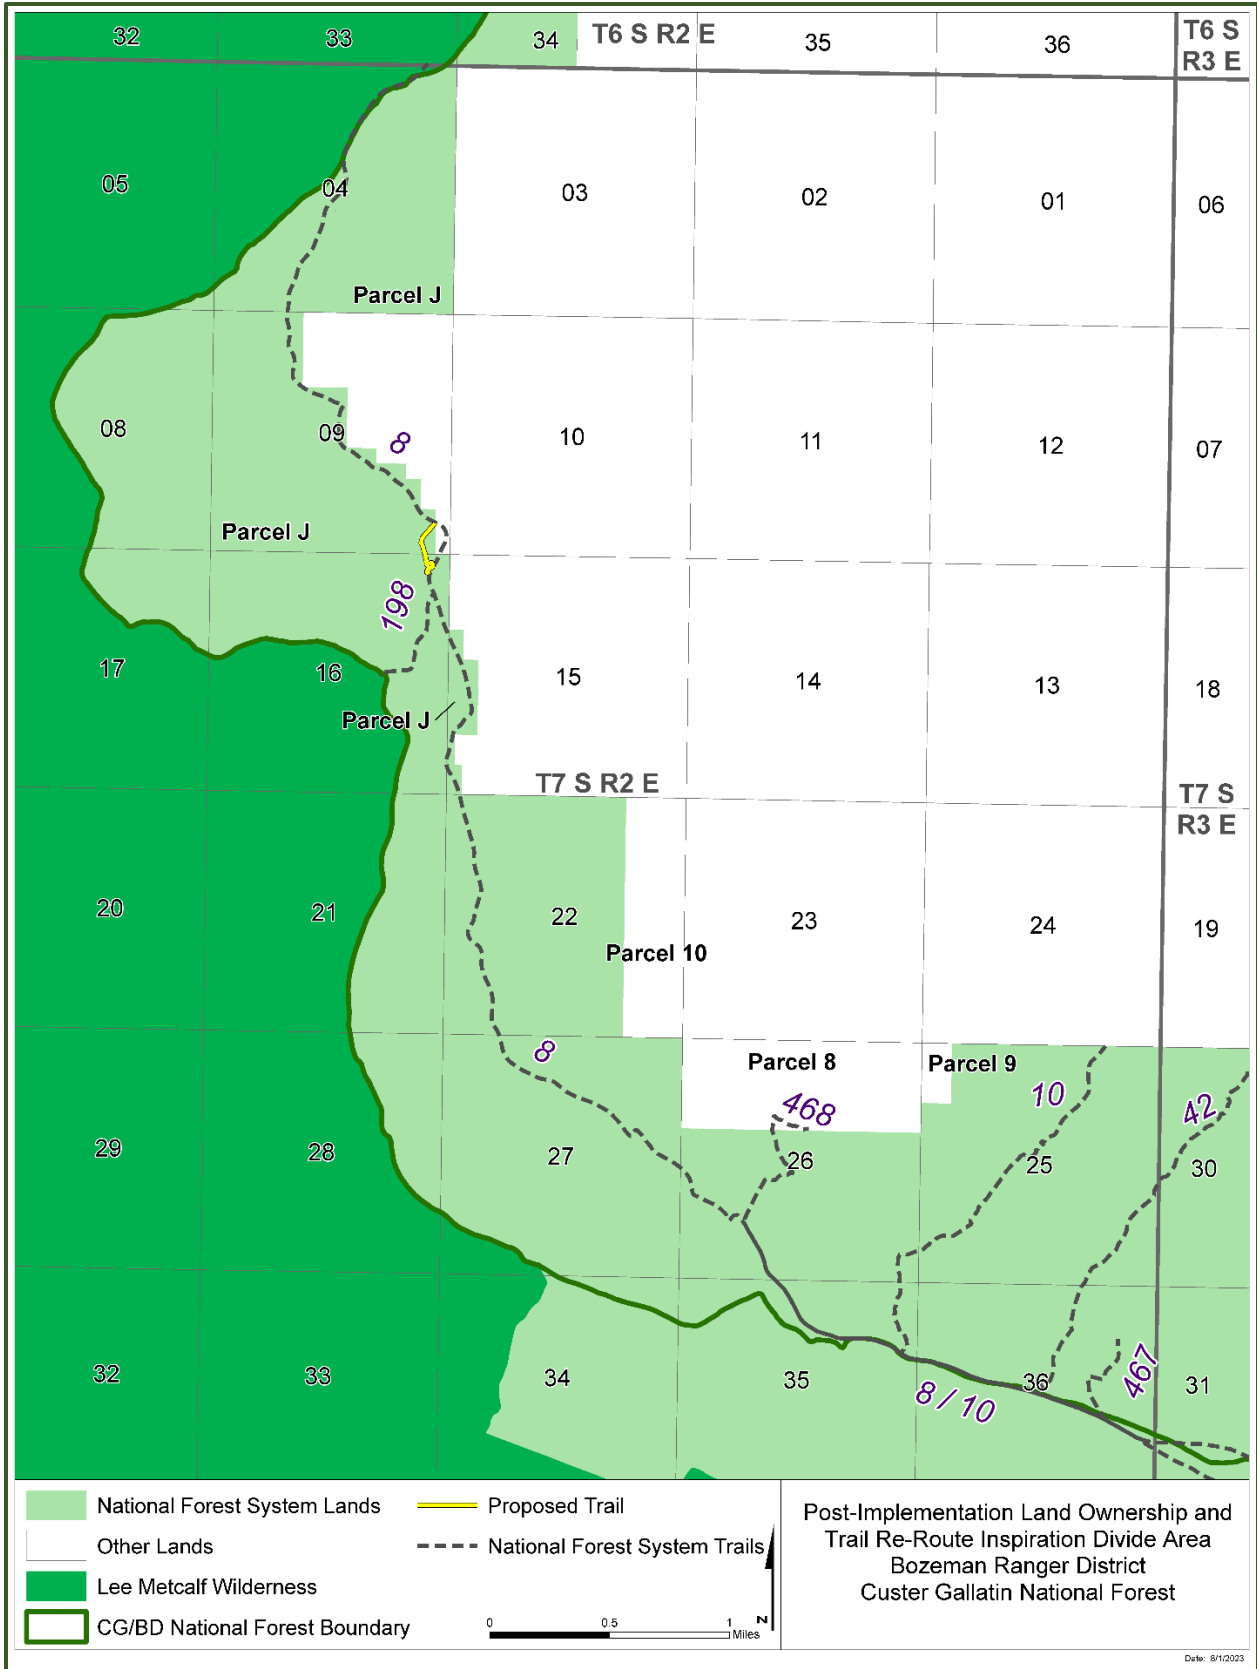 32
33
34
T6 S R2 E
35
36
T6 S
R3 E
05
04
03
02
01
06
Parcel J
08
09
8
10
11
12
07
Parcel J
198
17
16
15
14
13
18
Parcel J
T7 S R2 E
T7 S
R3 E
20
21
22
23
24
19
Parcel 10
8
Parcel 8
Parcel 9
468
10
42
29
28
27
26
25
30
32
33
34
35
36
467
31
8 / 10
National Forest System Lands
Other Lands
Lee Metcalf Wilderness
CG/BD National Forest Boundary
Proposed Trail
National Forest System Trails
0 0.5 1
Miles
N
Post-Implementation Land Ownership and
Trail Re-Route Inspiration Divide Area
Bozeman Ranger District
Custer Gallatin National Forest
Date: 8/1/2023